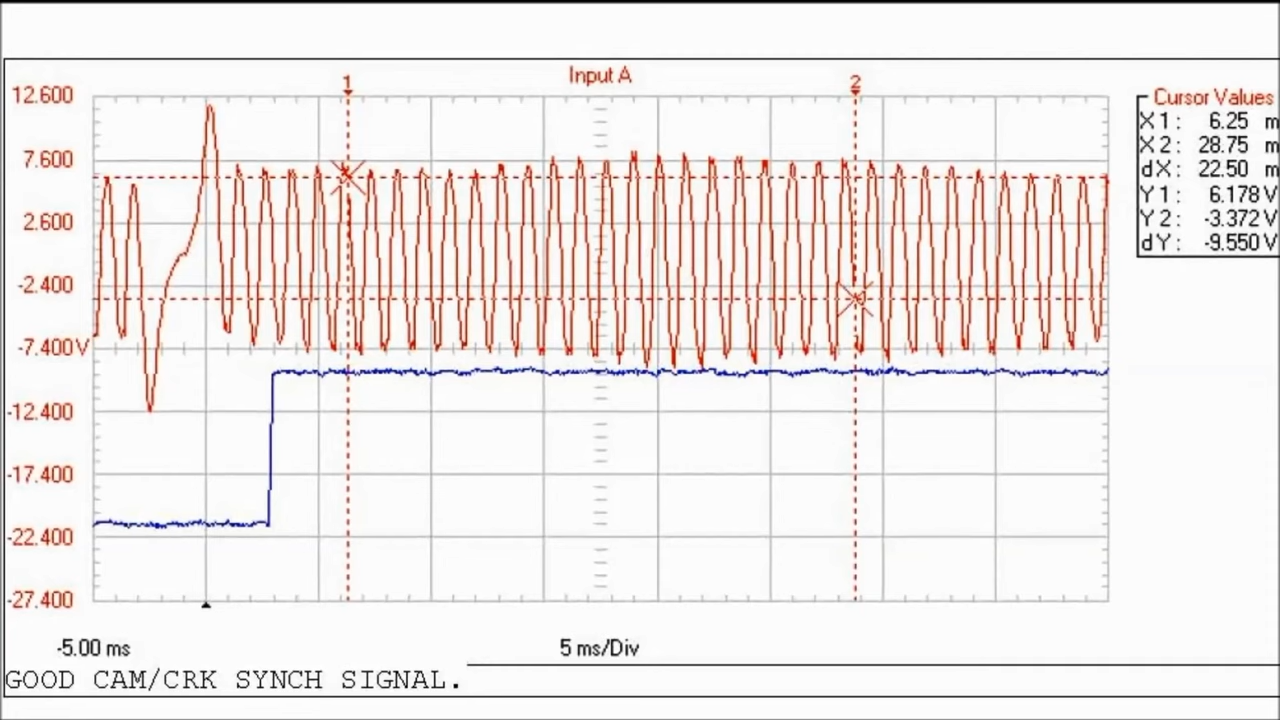 Input A
1
2
12.600
7.600
2.600
-2.400
-7.400V
-12.400
-17.400
-22.400
-27.400
-5.00 ms
5 ms/Div
Cursor Values
X1: 6.25 m
X2: 28.75 m
dX: 22.50 m
Y1: 6.178 V
Y2: -3.372 V
dY: -9.550 V
GOOD CAM/CRK SYNCH SIGNAL.